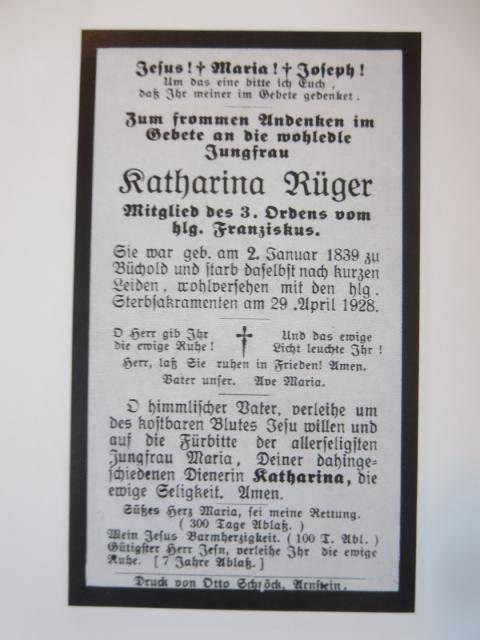 Jesus! † Maria! † Joseph!
Um das eine bitte ich Euch,
daß Ihr meiner im Gebete gedenket.
Zum frommen Andenken im
Gebete an die wohledle
Jungfrau
Katharina Rüger
Mitglied des 3. Ordens vom
hlg. Franziskus.
Sie war geb. am 2. Januar 1839 zu
Büchold und starb daselbst nach kurzen
Leiden, wohlversehen mit den hlg.
Sterbsakramenten am 29. April 1928.
O Herr gib Ihr
die ewige Ruhe!
†
Und das ewige
Licht leuchte Ihr!
Herr, laß Sie ruhen in Frieden! Amen.
Vater unser. Ave Maria.
O himmlischer Vater, verleihe um
des kostbaren Blutes Jesu willen und
auf die Fürbitte der allerseligsten
Jungfrau Maria, Deiner dahinge-
schiedenen Dienerin Katharina, die
ewige Seligkeit. Amen.
Süßes Herz Maria, sei meine Rettung.
(300 Tage Ablaß.)
Mein Jesus Barmherzigkeit. (100 T. Abl.)
Gütigster Herr Jesn, verleihe Ihr die ewige
Ruhe. [7 Jahre Ablaß.]
Druck von Otto Schröck, Arnstein.